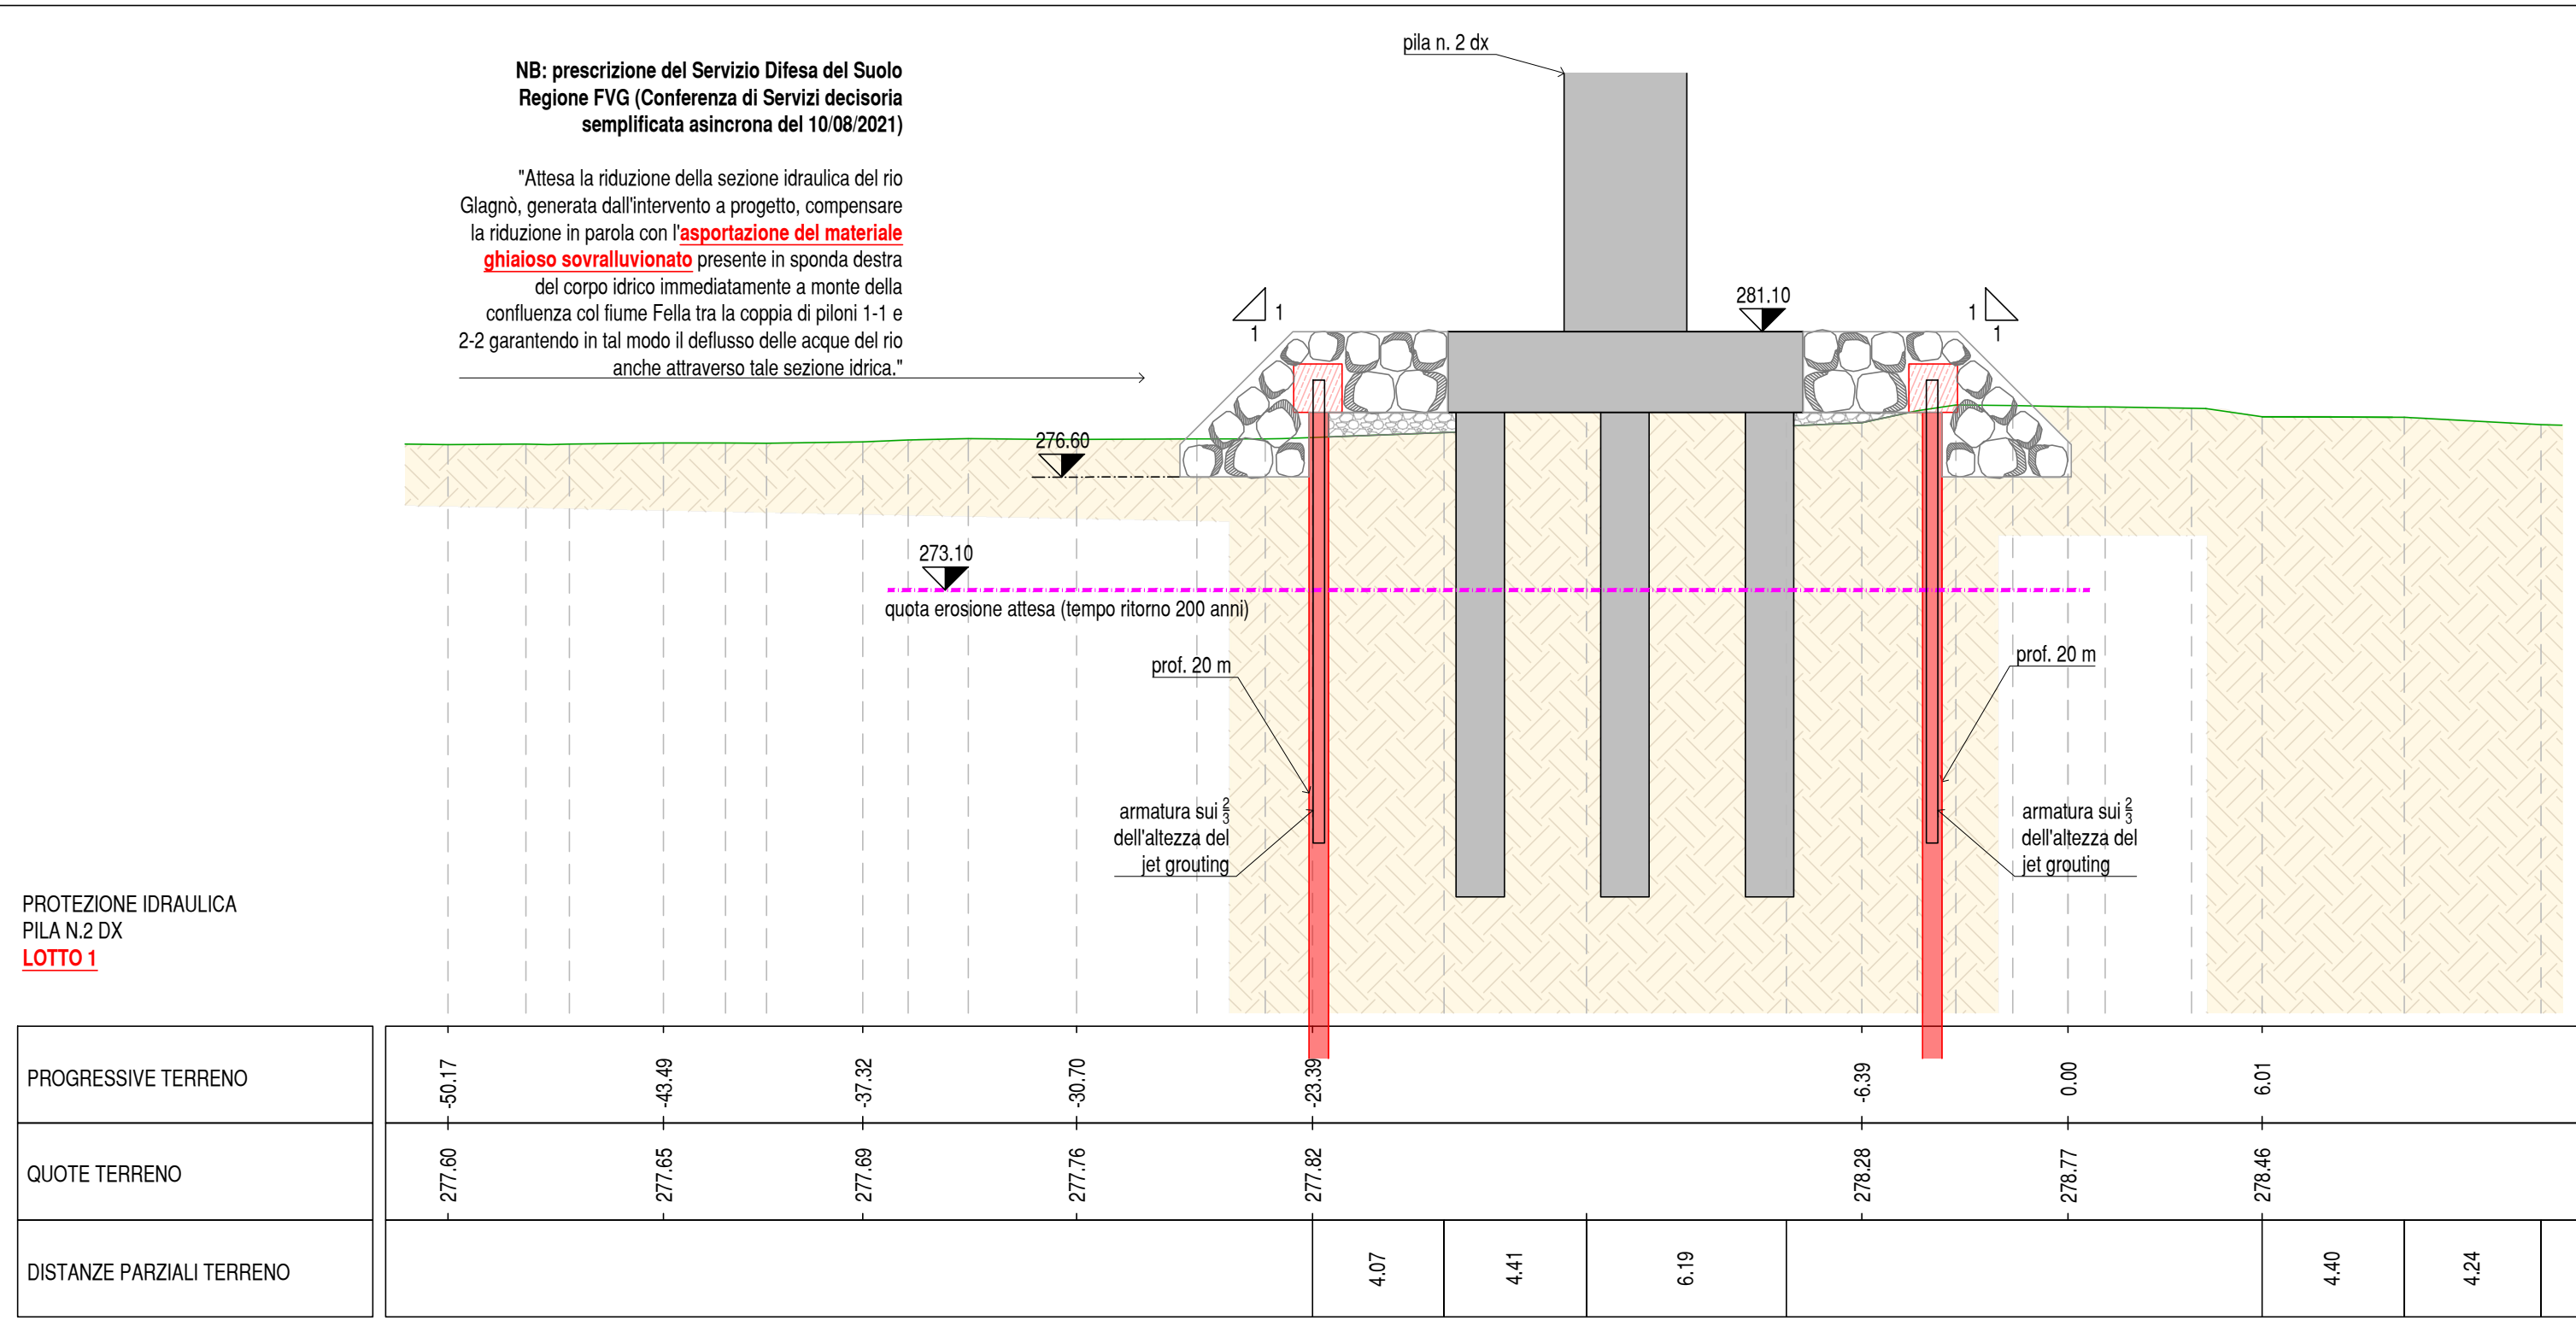 pila n. 2 dx
NB: prescrizione del Servizio Difesa del Suolo
Regione FVG (Conferenza di Servizi decisoria
semplificata asincrona del 10/08/2021)
"Attesa la riduzione della sezione idraulica del rio
Glagnò, generata dall'intervento a progetto, compensare
la riduzione in parola con l'asportazione del materiale
ghiaioso sovralluvionato presente in sponda destra
del corpo idrico immediatamente a monte della
confluenza col fiume Fella tra la coppia di piloni 1-1 e
2-2 garantendo in tal modo il deflusso delle acque del rio
anche attraverso tale sezione idrica."
1
1
281.10
1
1
276.60
273.10
quota erosione attesa (tempo ritorno 200 anni)
prof. 20 m
prof. 20 m
armatura sui 2/3
dell'altezza del
jet grouting
armatura sui 2/3
dell'altezza del
jet grouting
PROTEZIONE IDRAULICA
PILA N.2 DX
LOTTO 1
PROGRESSIVE TERRENO
-50.17
-43.49
-37.32
-30.70
-23.39
-6.39
0.00
6.01
QUOTE TERRENO
277.60
277.65
277.69
277.76
277.82
278.28
278.77
278.46
DISTANZE PARZIALI TERRENO
4.07
4.41
6.19
4.40
4.24